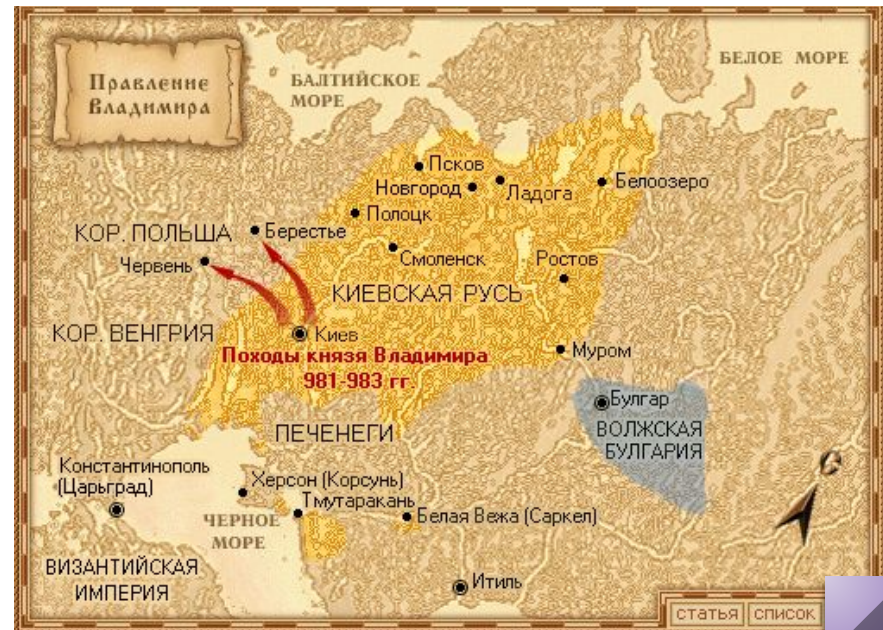 Правление
Владимира
БАЛТИЙСКОЕ
МОРЕ
БЕЛОЕ МОРЕ
Псков
Новгород
Ладога
Белоозеро
Полоцк
КОР. ПОЛЬША
Берестье
Червень
Смоленск
Ростов
КИЕВСКАЯ РУСЬ
КОР. ВЕНГРИЯ
Киев
Походы князя Владимира
981-983 гг.
Муром
Булгар
ВОЛЖСКАЯ
БУЛГАРИЯ
ПЕЧЕНЕГИ
Константинополь
(Царьград)
Херсон (Корсунь)
Тмутаракань
Белая Вежа (Саркел)
ЧЕРНОЕ
МОРЕ
ВИЗАНТИЙСКАЯ
ИМПЕРИЯ
Итиль
С
статья список